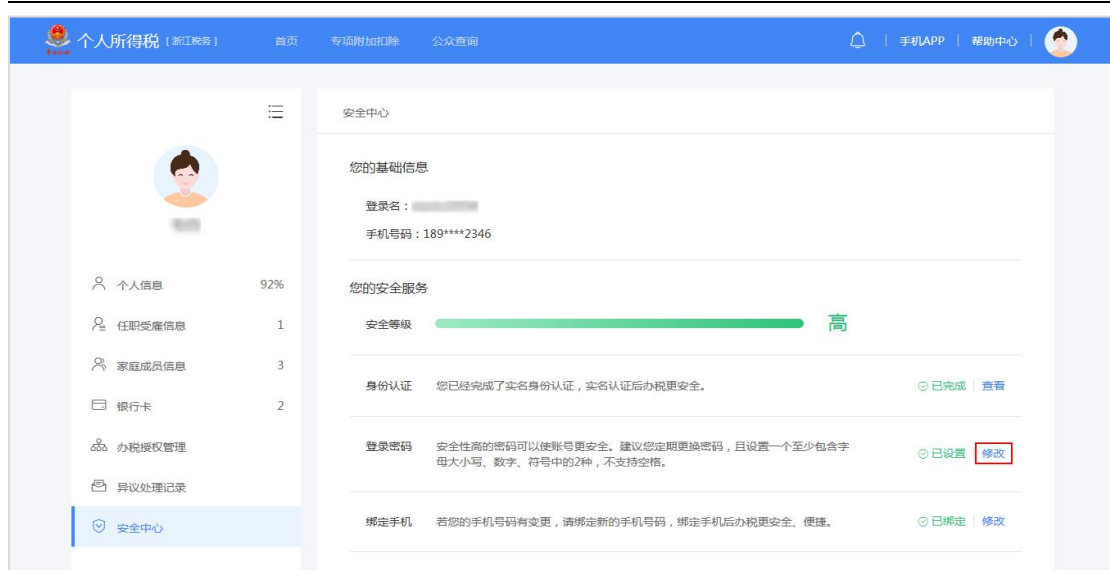 个人所得税 [ 浙江税务 ] 首页 专项附加扣除 公众查询 手机APP 帮助中心
安全中心
您的基础信息
登录名：
手机号码：189****2346
个人信息 92%
任职受雇信息 1
家庭成员信息 3
银行卡 2
办税授权管理
异议处理记录
安全中心
您的安全服务
安全等级 高
身份认证 您已经完成了实名身份认证，实名认证后办税更安全。 已完成 查看
登录密码 安全性高的密码可以使账号更安全。建议您定期更换密码，且设置一个至少包含字
母大小写、数字、符号中的2种，不支持空格。 已设置 修改
绑定手机 若您的手机号码有变更，请绑定新的手机号码，绑定手机后办税更安全、便捷。 已绑定 修改